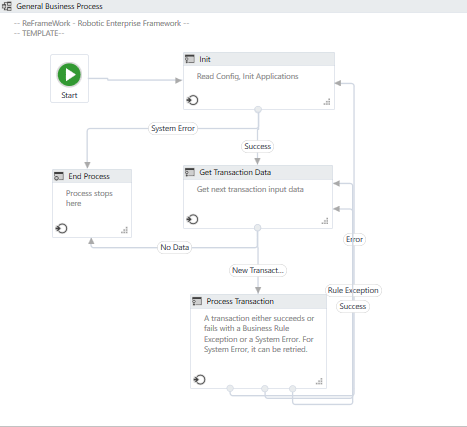 General Business Process
-- ReFrameWork - Robotic Enterprise Framework --
-- TEMPLATE--
Start
Init
Read Config, Init Applications
System Error
Success
End Process
Process stops
here
Get Transaction Data
Get next transaction input data
No Data
Error
New Transact...
Rule Exception
Success
Process Transaction
A transaction either succeeds or
fails with a Business Rule
Exception or a System Error. For
System Error, it can be retried.